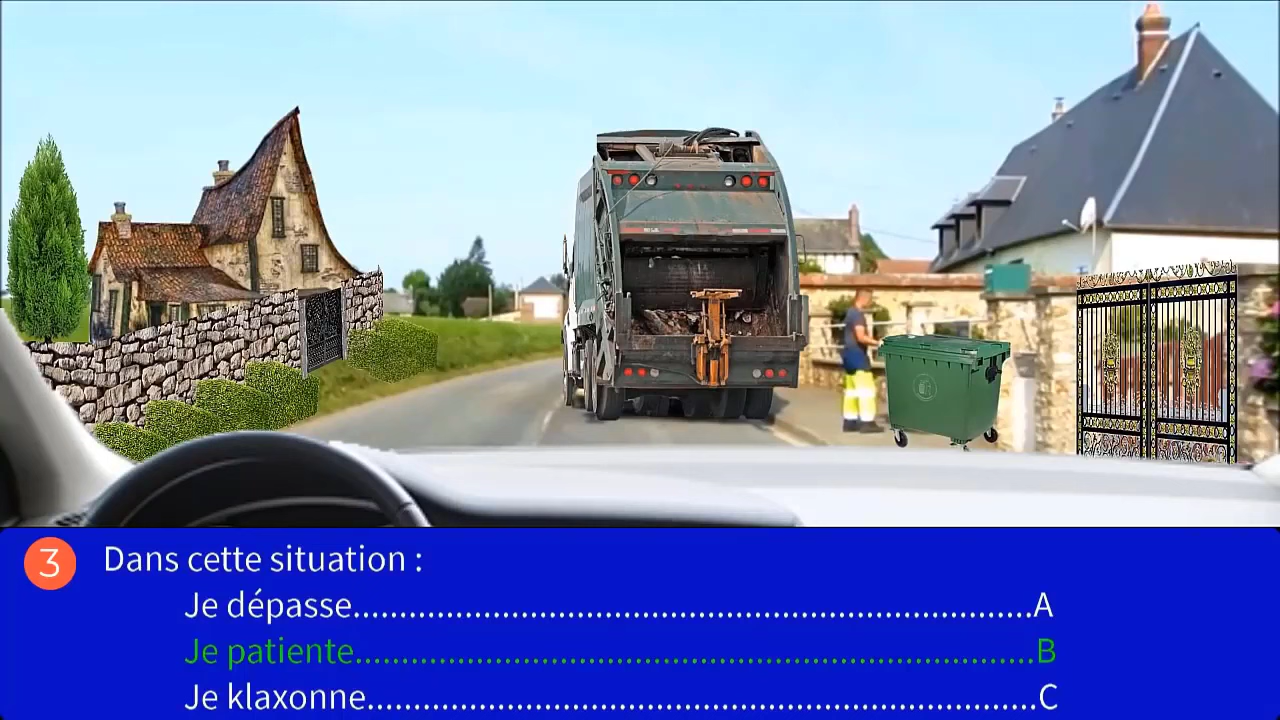 3 Dans cette situation :
Je dépasse..........................................................A
Je patiente..........................................................B
Je klaxonne.........................................................C